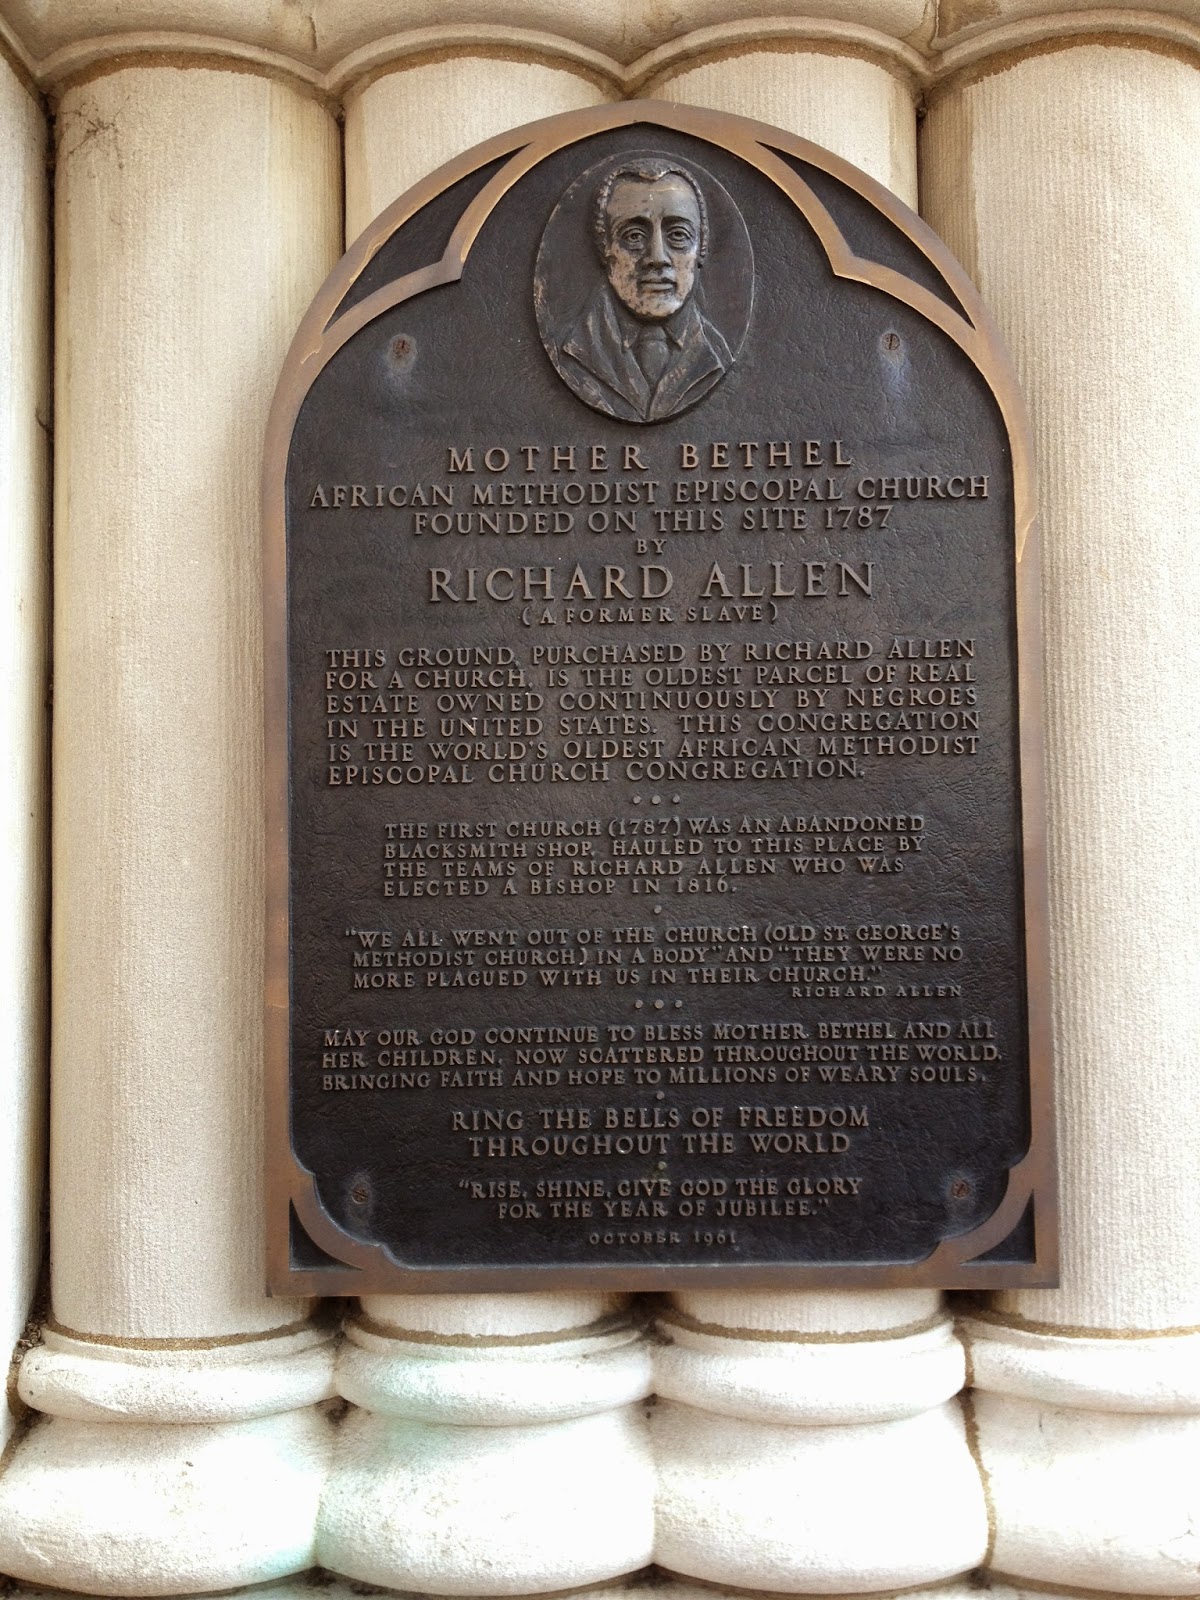 MOTHER BETHEL
AFRICAN METHODIST EPISCOPAL CHURCH
FOUNDED ON THIS SITE 1787
BY
RICHARD ALLEN
(A FORMER SLAVE)
THIS GROUND, PURCHASED BY RICHARD ALLEN
FOR A CHURCH, IS THE OLDEST PARCEL OF REAL
ESTATE OWNED CONTINUOUSLY BY NEGROES
IN THE UNITED STATES. THIS CONGREGATION
IS THE WORLD'S OLDEST AFRICAN METHODIST
EPISCOPAL CHURCH CONGREGATION.
THE FIRST CHURCH (1787) WAS AN ABANDONED
BLACKSMITH SHOP, HAULED TO THIS PLACE BY
THE TEAMS OF RICHARD ALLEN WHO WAS
ELECTED A BISHOP IN 1816.
"WE ALL WENT OUT OF THE CHURCH (OLD ST. GEORGE'S
METHODIST CHURCH) IN A BODY" AND "THEY WERE NO
MORE PLAGUED WITH US IN THEIR CHURCH."
RICHARD ALLEN
MAY OUR GOD CONTINUE TO BLESS MOTHER BETHEL AND ALL
HER CHILDREN, NOW SCATTERED THROUGHOUT THE WORLD,
BRINGING FAITH AND HOPE TO MILLIONS OF WEARY SOULS.
RING THE BELLS OF FREEDOM
THROUGHOUT THE WORLD
"RISE, SHINE, GIVE GOD THE GLORY
FOR THE YEAR OF JUBILEE."
OCTOBER 1961